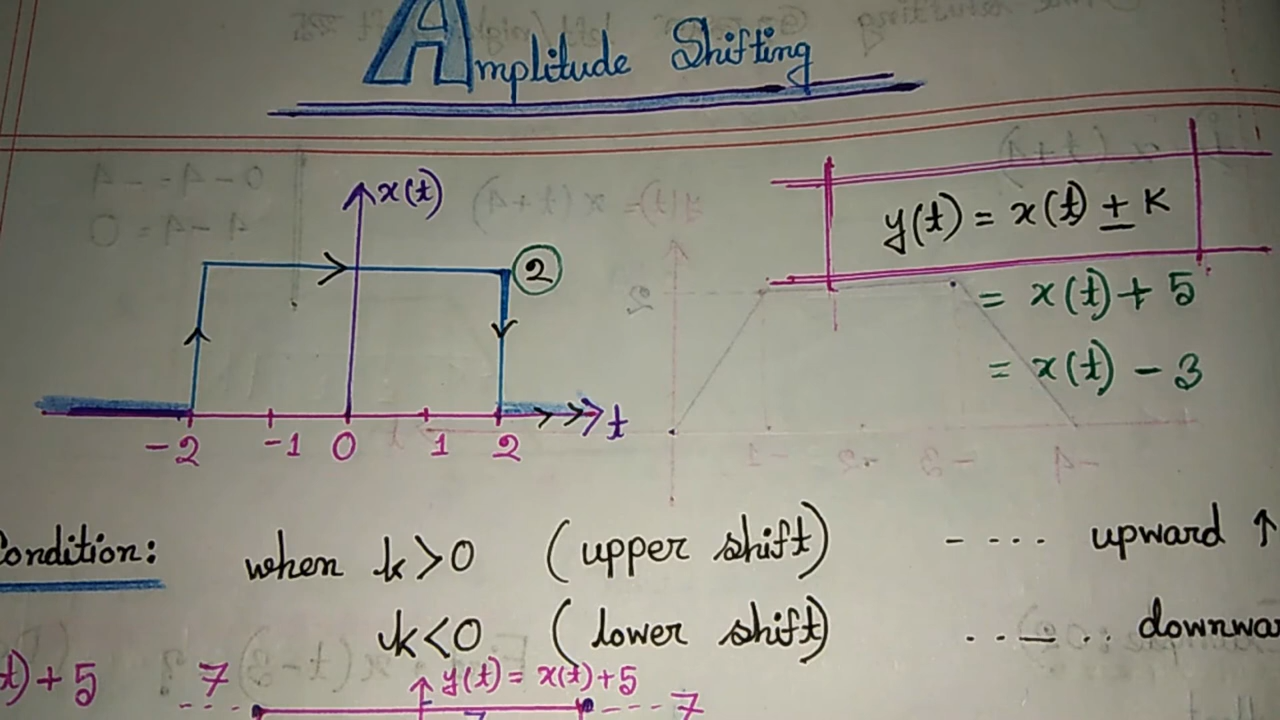 Amplitude Shifting
x(t)
y(t) = x(t) ± K
2
= x(t) + 5
= x(t) - 3
t
-2 -1 0 1 2
Condition: when k>0 (upper shift) - - - - upward ↑
k<0 (lower shift)
t)+5 7 y(t) = x(t)+5
7